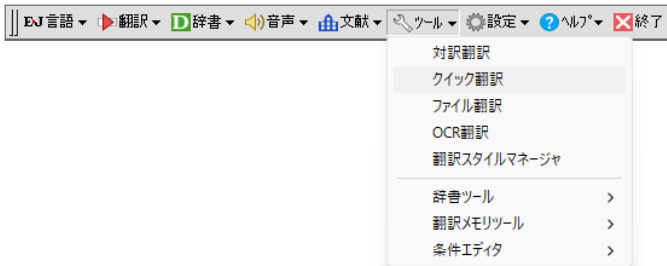 EN言語 翻訳 D辞書 音声 文献 ツール 設定 ?ヘルプ 終了
対訳翻訳
クイック翻訳
ファイル翻訳
OCR翻訳
翻訳スタイルマネージャ
辞書ツール
翻訳メモリツール
条件エディタ